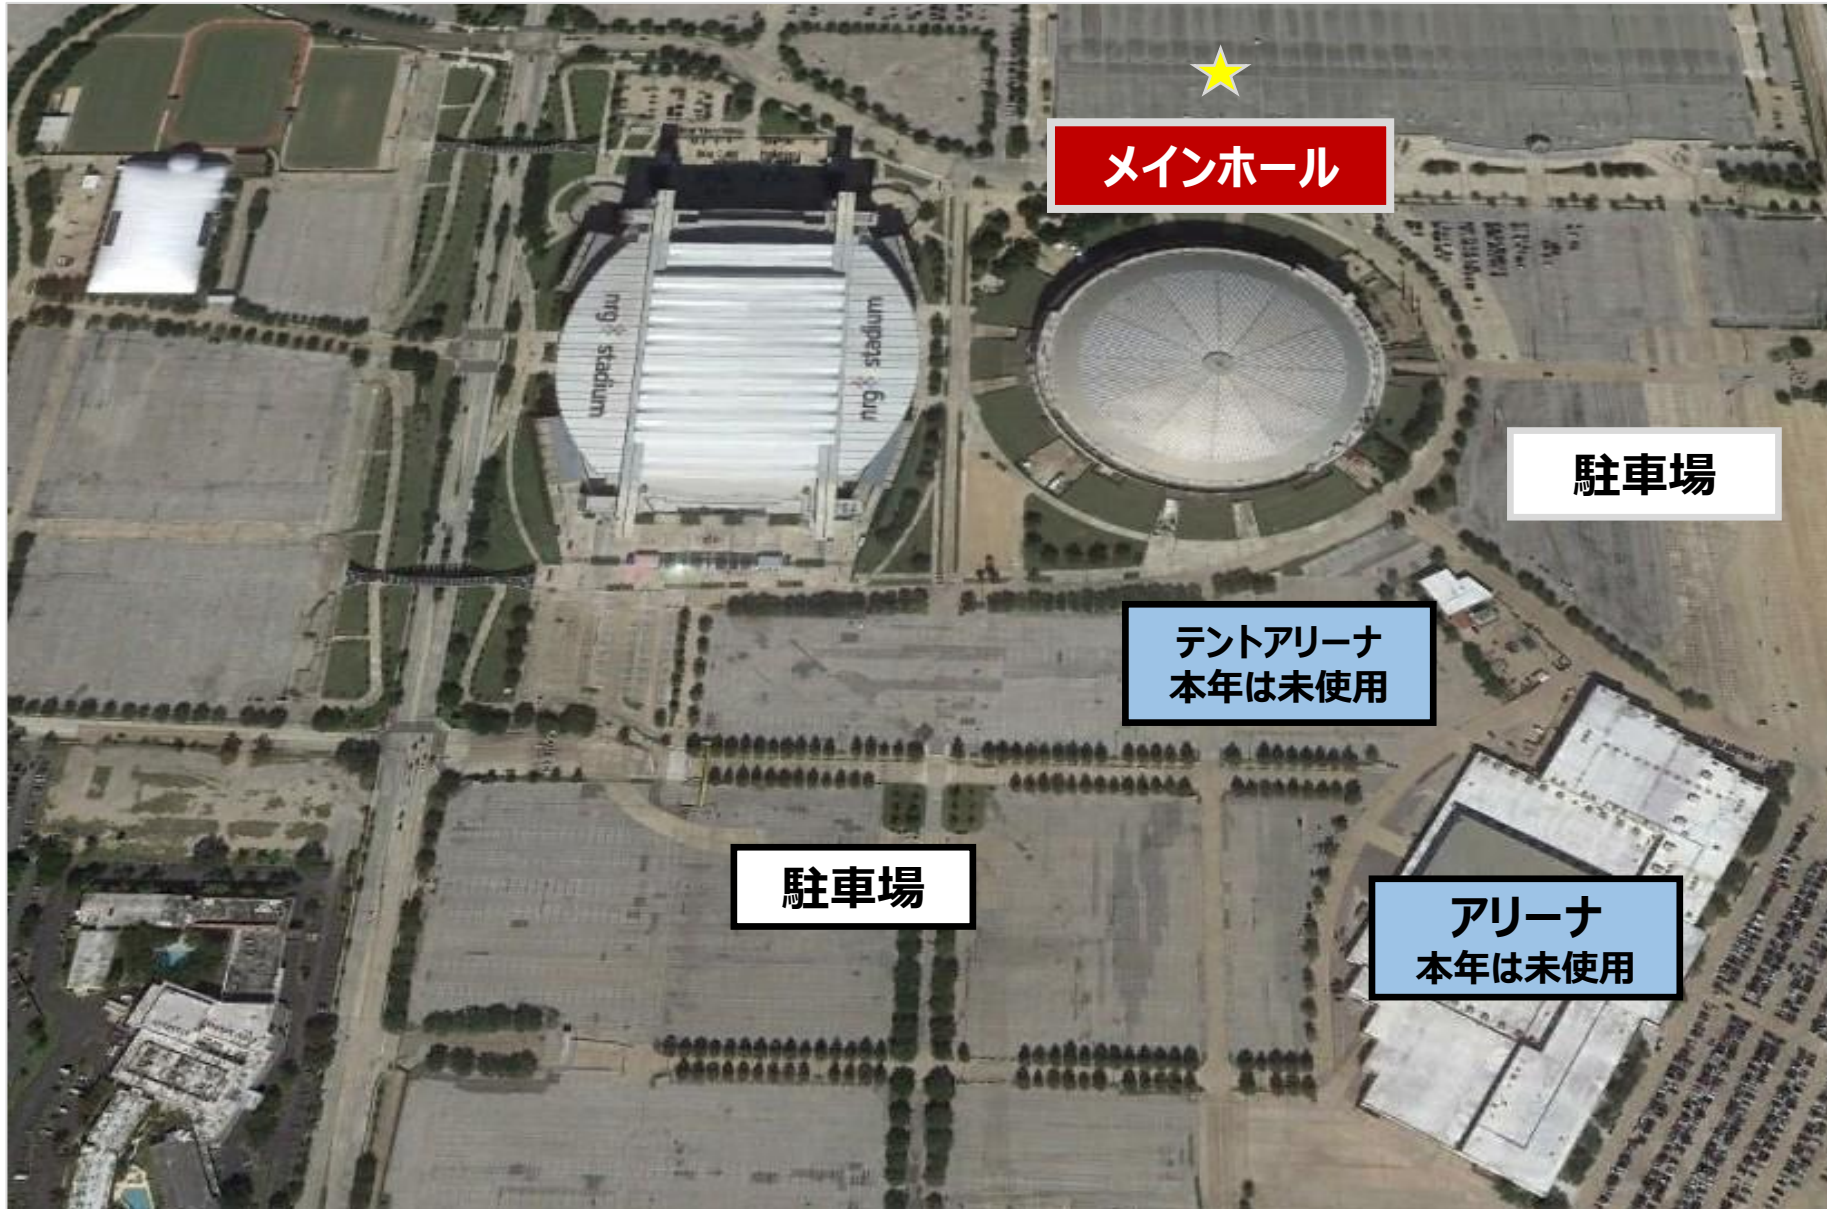 メインホール
nrg stadium
nrg stadium
駐車場
テントアリーナ
本年は未使用
駐車場
アリーナ
本年は未使用